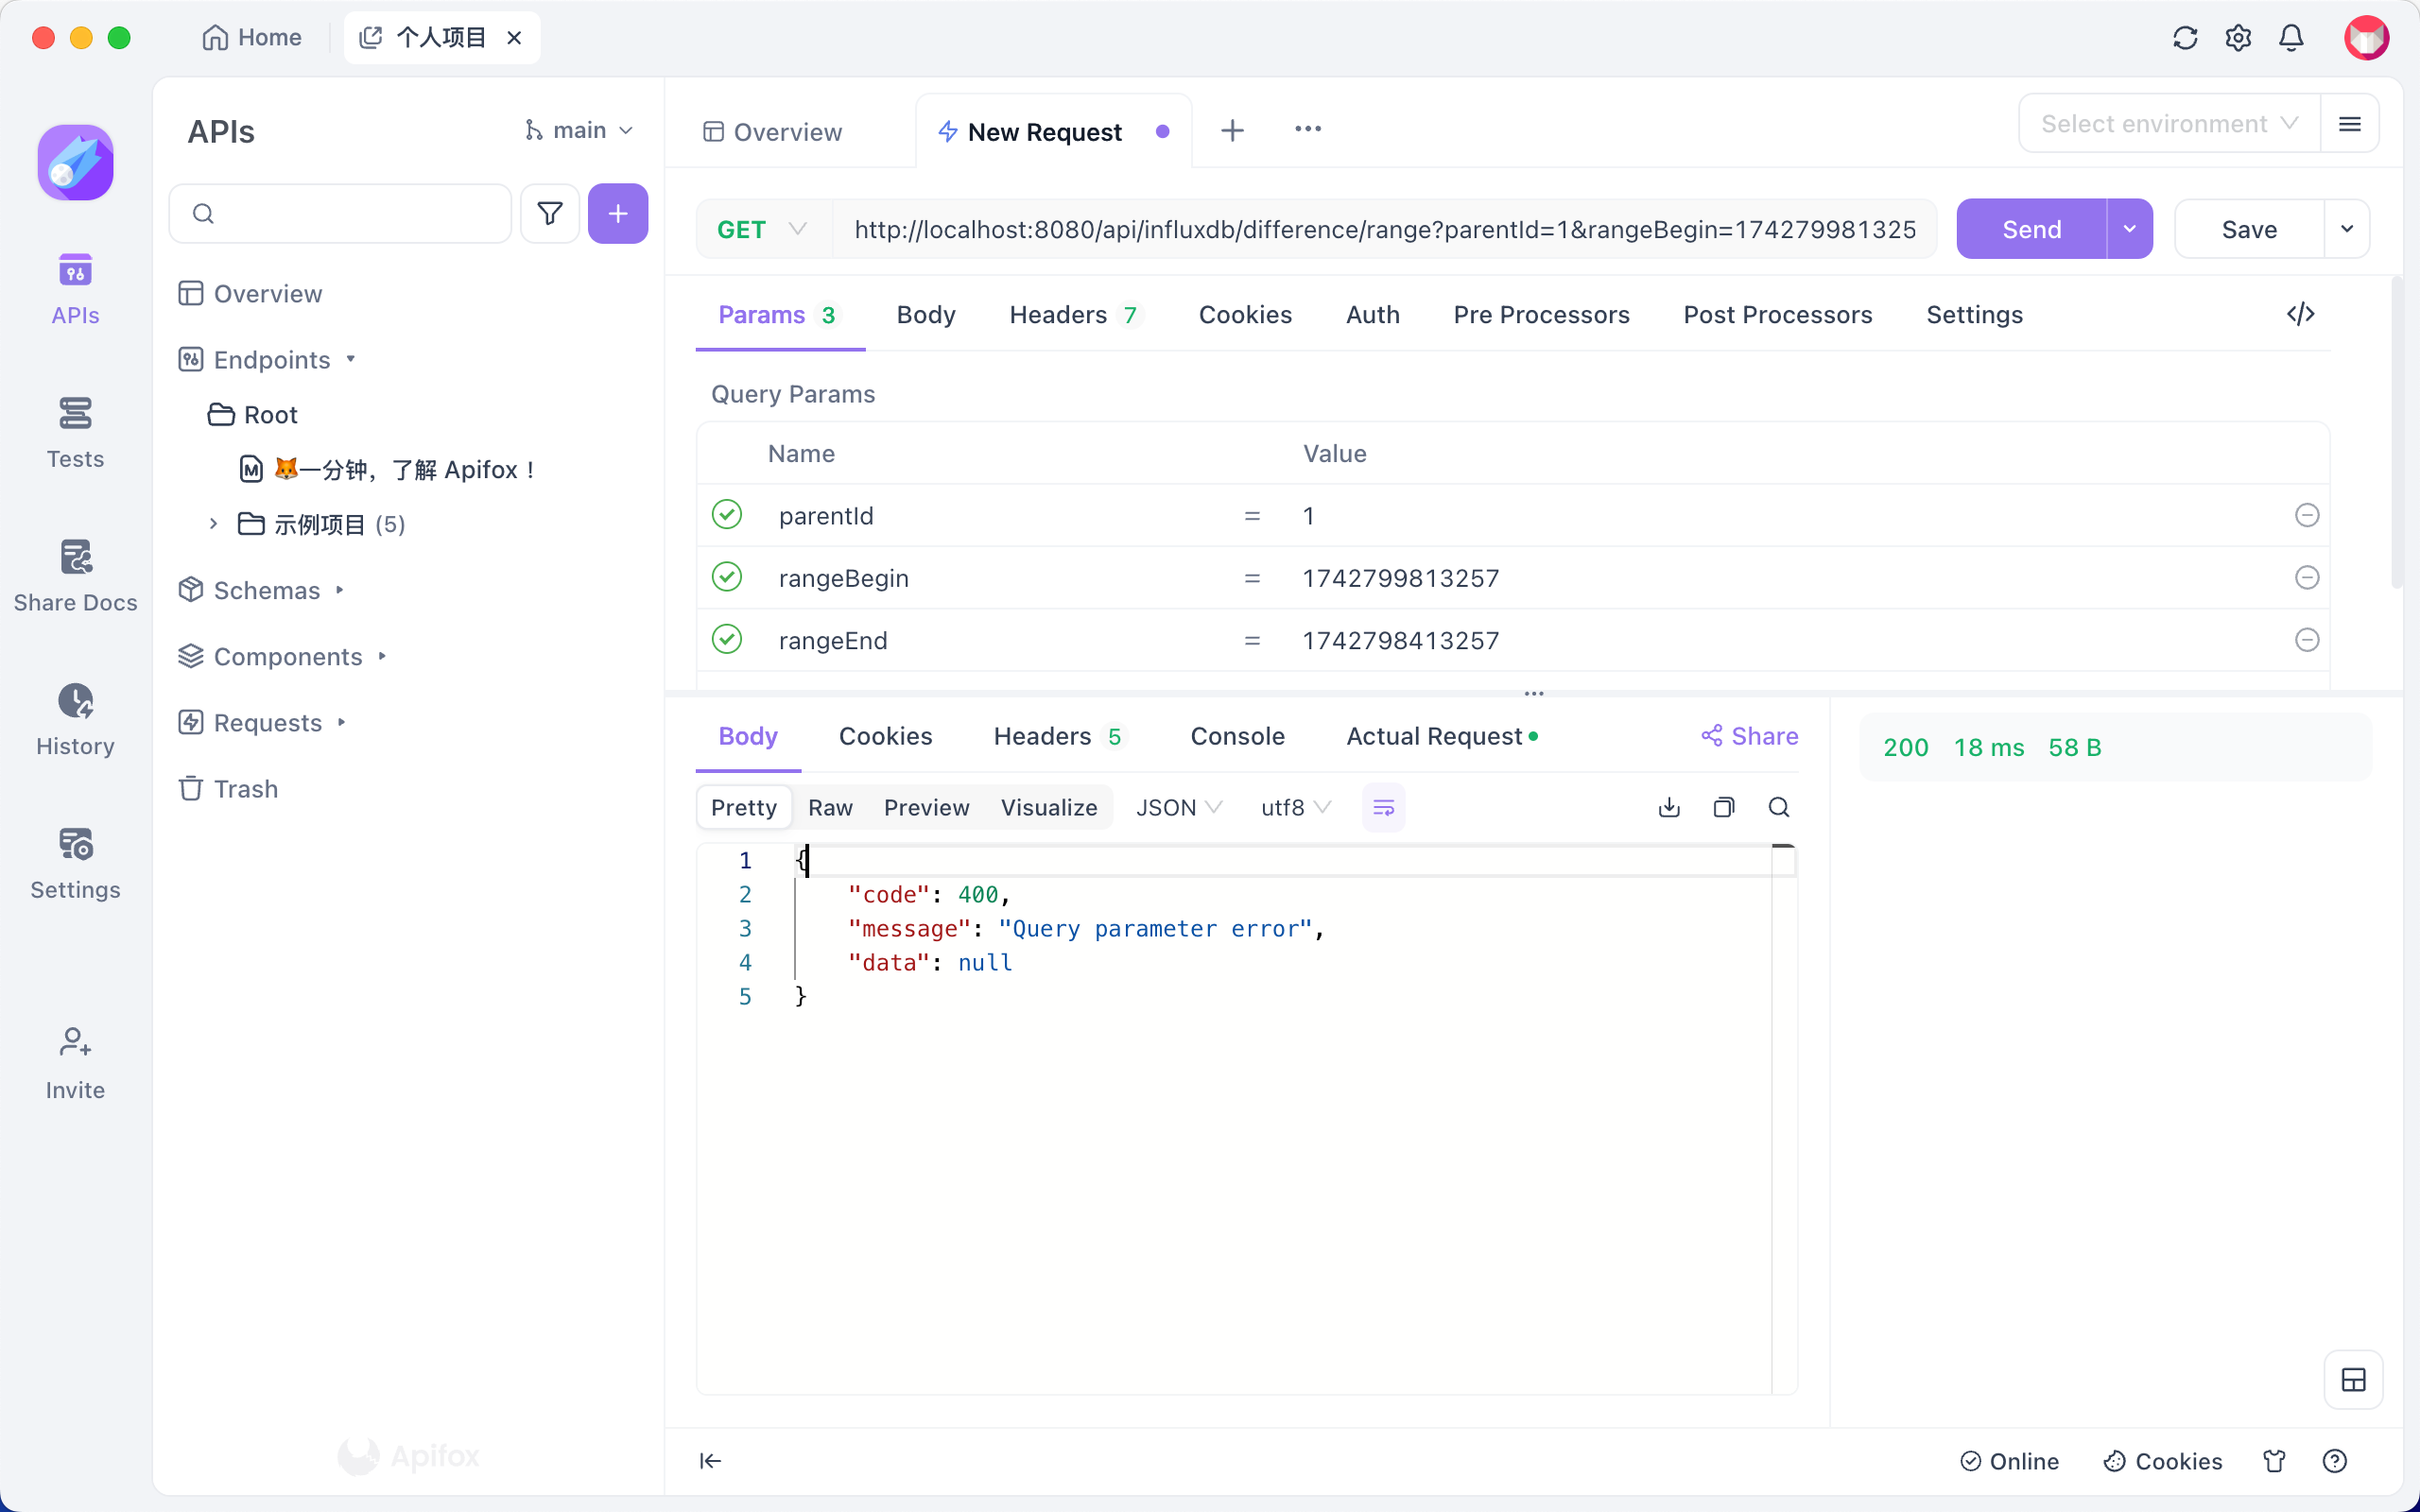 Home
个人项目
APIs
main
Overview
New Request
Select environment
GET
http://localhost:8080/api/influxdb/difference/range?parentId=1&rangeBegin=174279981325
Send
Save
APIs
Tests
Share Docs
History
Settings
Invite
Overview
Endpoints
Root
🦊一分钟，了解 Apifox！
示例项目 (5)
Schemas
Components
Requests
Trash
Apifox
Params 3
Body
Headers 7
Cookies
Auth
Pre Processors
Post Processors
Settings
Query Params
Name
Value
parentId = 1
rangeBegin = 1742799813257
rangeEnd = 1742798413257
Body
Cookies
Headers 5
Console
Actual Request
Share
200 18 ms 58 B
Pretty
Raw
Preview
Visualize
JSON
utf8
1 {
2 "code": 400,
3 "message": "Query parameter error",
4 "data": null
5 }
Online
Cookies